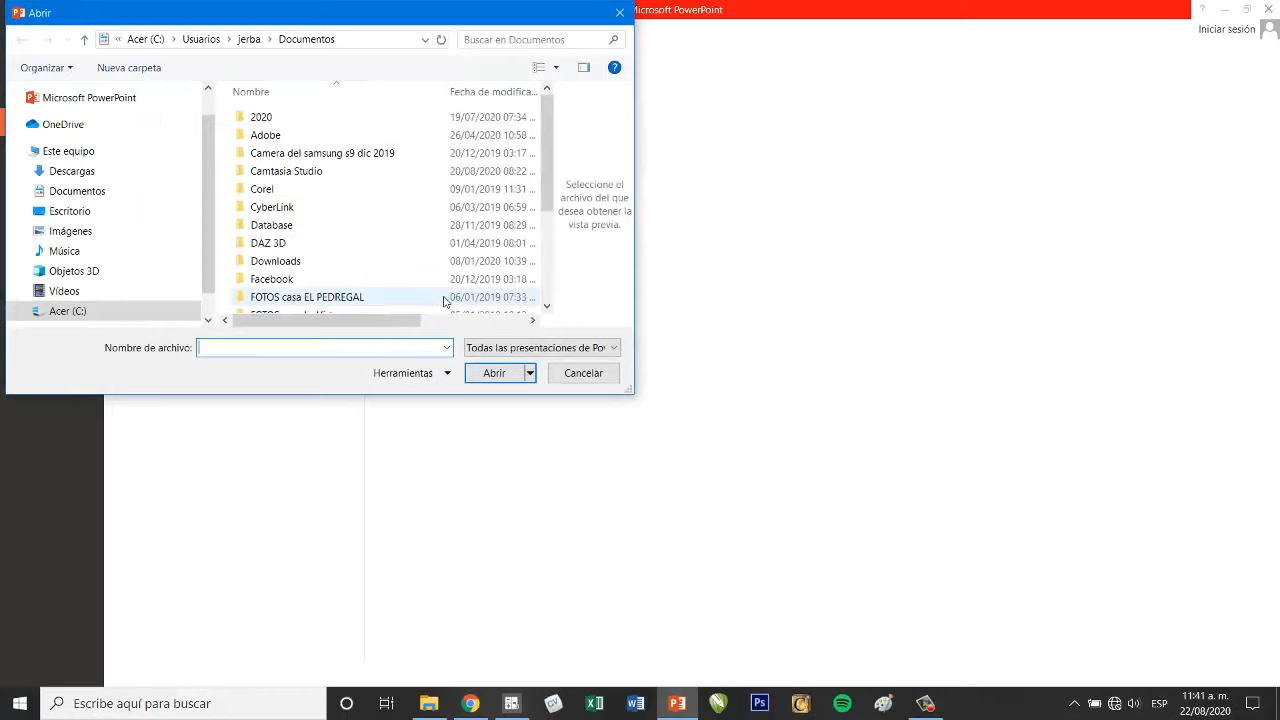 Abrir
Microsoft PowerPoint
Iniciar sesión
« Acer (C:) > Usuarios > jerba > Documentos
Buscar en Documentos
Organizar
Nueva carpeta
Microsoft PowerPoint
OneDrive
Este equipo
Descargas
Documentos
Escritorio
Imágenes
Música
Objetos 3D
Vídeos
Acer (C:)
Nombre
Fecha de modifica...
2020 19/07/2020 07:34 ...
Adobe 26/04/2020 10:58 ...
Camera del samsung s9 dic 2019 20/12/2019 03:17 ...
Camtasia Studio 20/08/2020 08:22 ...
Corel 09/01/2019 11:31 ...
CyberLink 06/03/2019 06:59 ...
Database 28/11/2019 08:29 ...
DAZ 3D 01/04/2019 08:01 ...
Downloads 08/01/2020 10:39 ...
Facebook 20/12/2019 03:18 ...
FOTOS casa EL PEDREGAL 06/01/2019 07:33 ...
Seleccione el
archivo del que
desea obtener la
vista previa.
Nombre de archivo:
Todas las presentaciones de Pov
Herramientas
Abrir
Cancelar
Escribe aquí para buscar
ESP
11:41 a. m.
22/08/2020